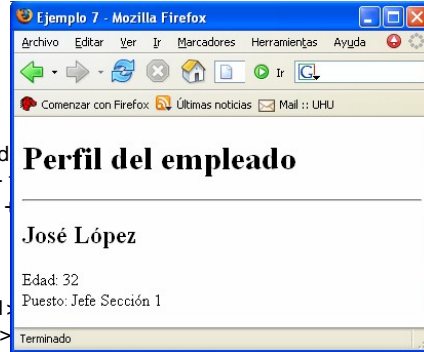 Ejemplo 7 - Mozilla Firefox
Archivo Editar Ver Ir Marcadores Herramientas Ayuda
Ir G
Comenzar con Firefox Últimas noticias Mail :: UHU
Perfil del empleado
José López
Edad: 32
Puesto: Jefe Sección 1
Terminado